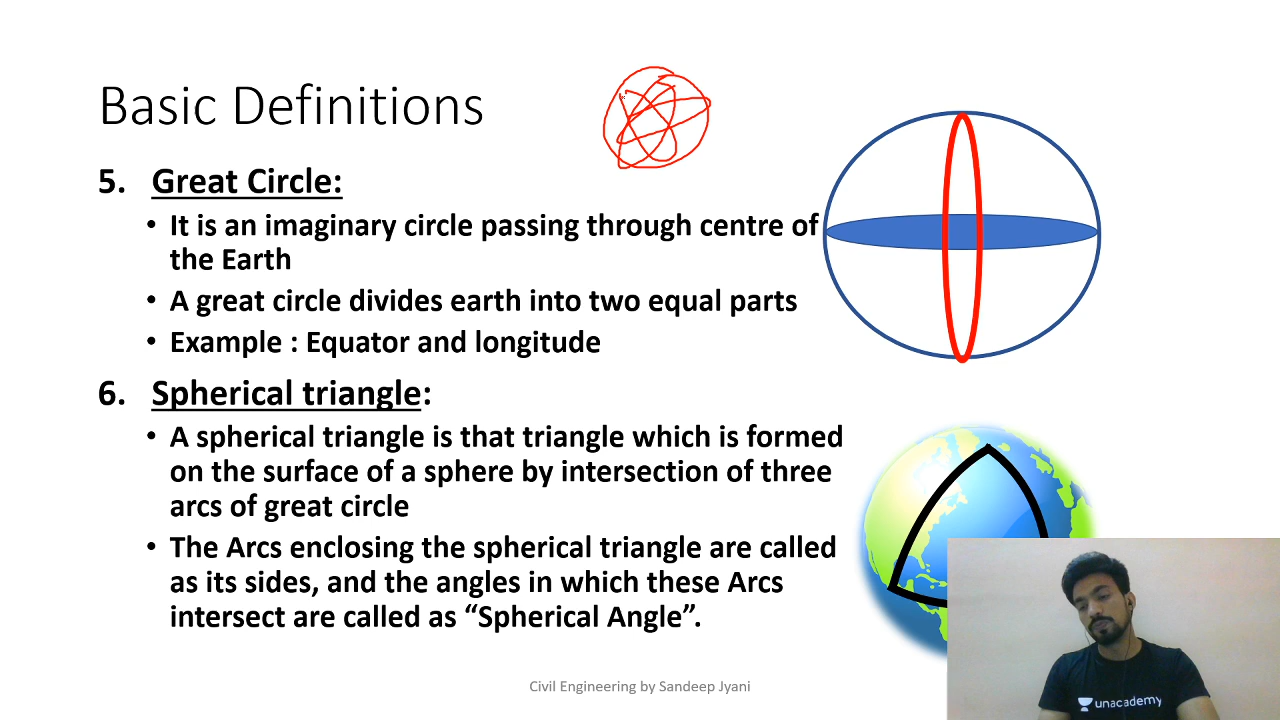 Basic Definitions
5. Great Circle:
• It is an imaginary circle passing through centre of
the Earth
• A great circle divides earth into two equal parts
• Example : Equator and longitude
6. Spherical triangle:
• A spherical triangle is that triangle which is formed
on the surface of a sphere by intersection of three
arcs of great circle
• The Arcs enclosing the spherical triangle are called
as its sides, and the angles in which these Arcs
intersect are called as “Spherical Angle”.
Civil Engineering by Sandeep Jyani
unacademy